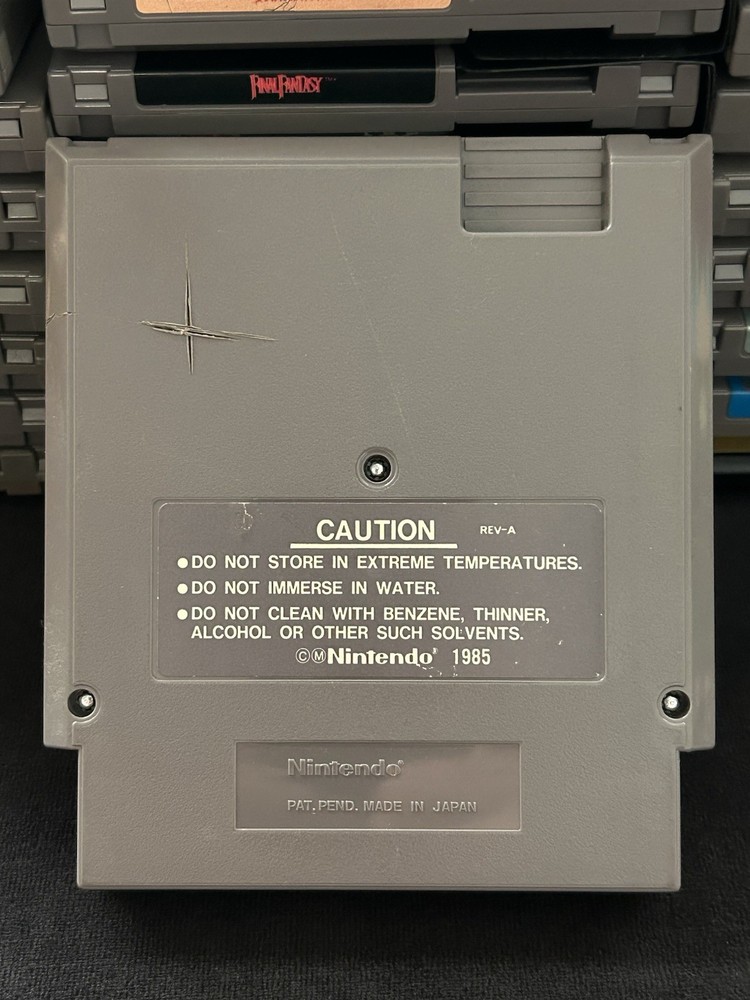 FINAL FANTASY
CAUTION REV-A
●DO NOT STORE IN EXTREME TEMPERATURES.
●DO NOT IMMERSE IN WATER.
●DO NOT CLEAN WITH BENZENE, THINNER,
ALCOHOL OR OTHER SUCH SOLVENTS.
©ⓂNintendo® 1985
Nintendo®
PAT. PEND. MADE IN JAPAN